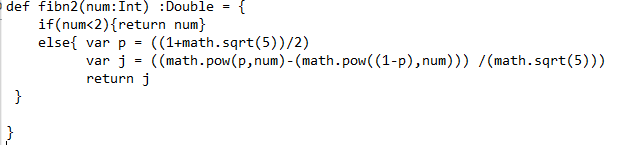 def fibn2(num:Int) :Double = {
if(num<2){return num}
else{ var p = ((1+math.sqrt(5))/2)
var j = ((math.pow(p,num)-(math.pow((1-p),num))) /(math.sqrt(5)))
return j
}
}